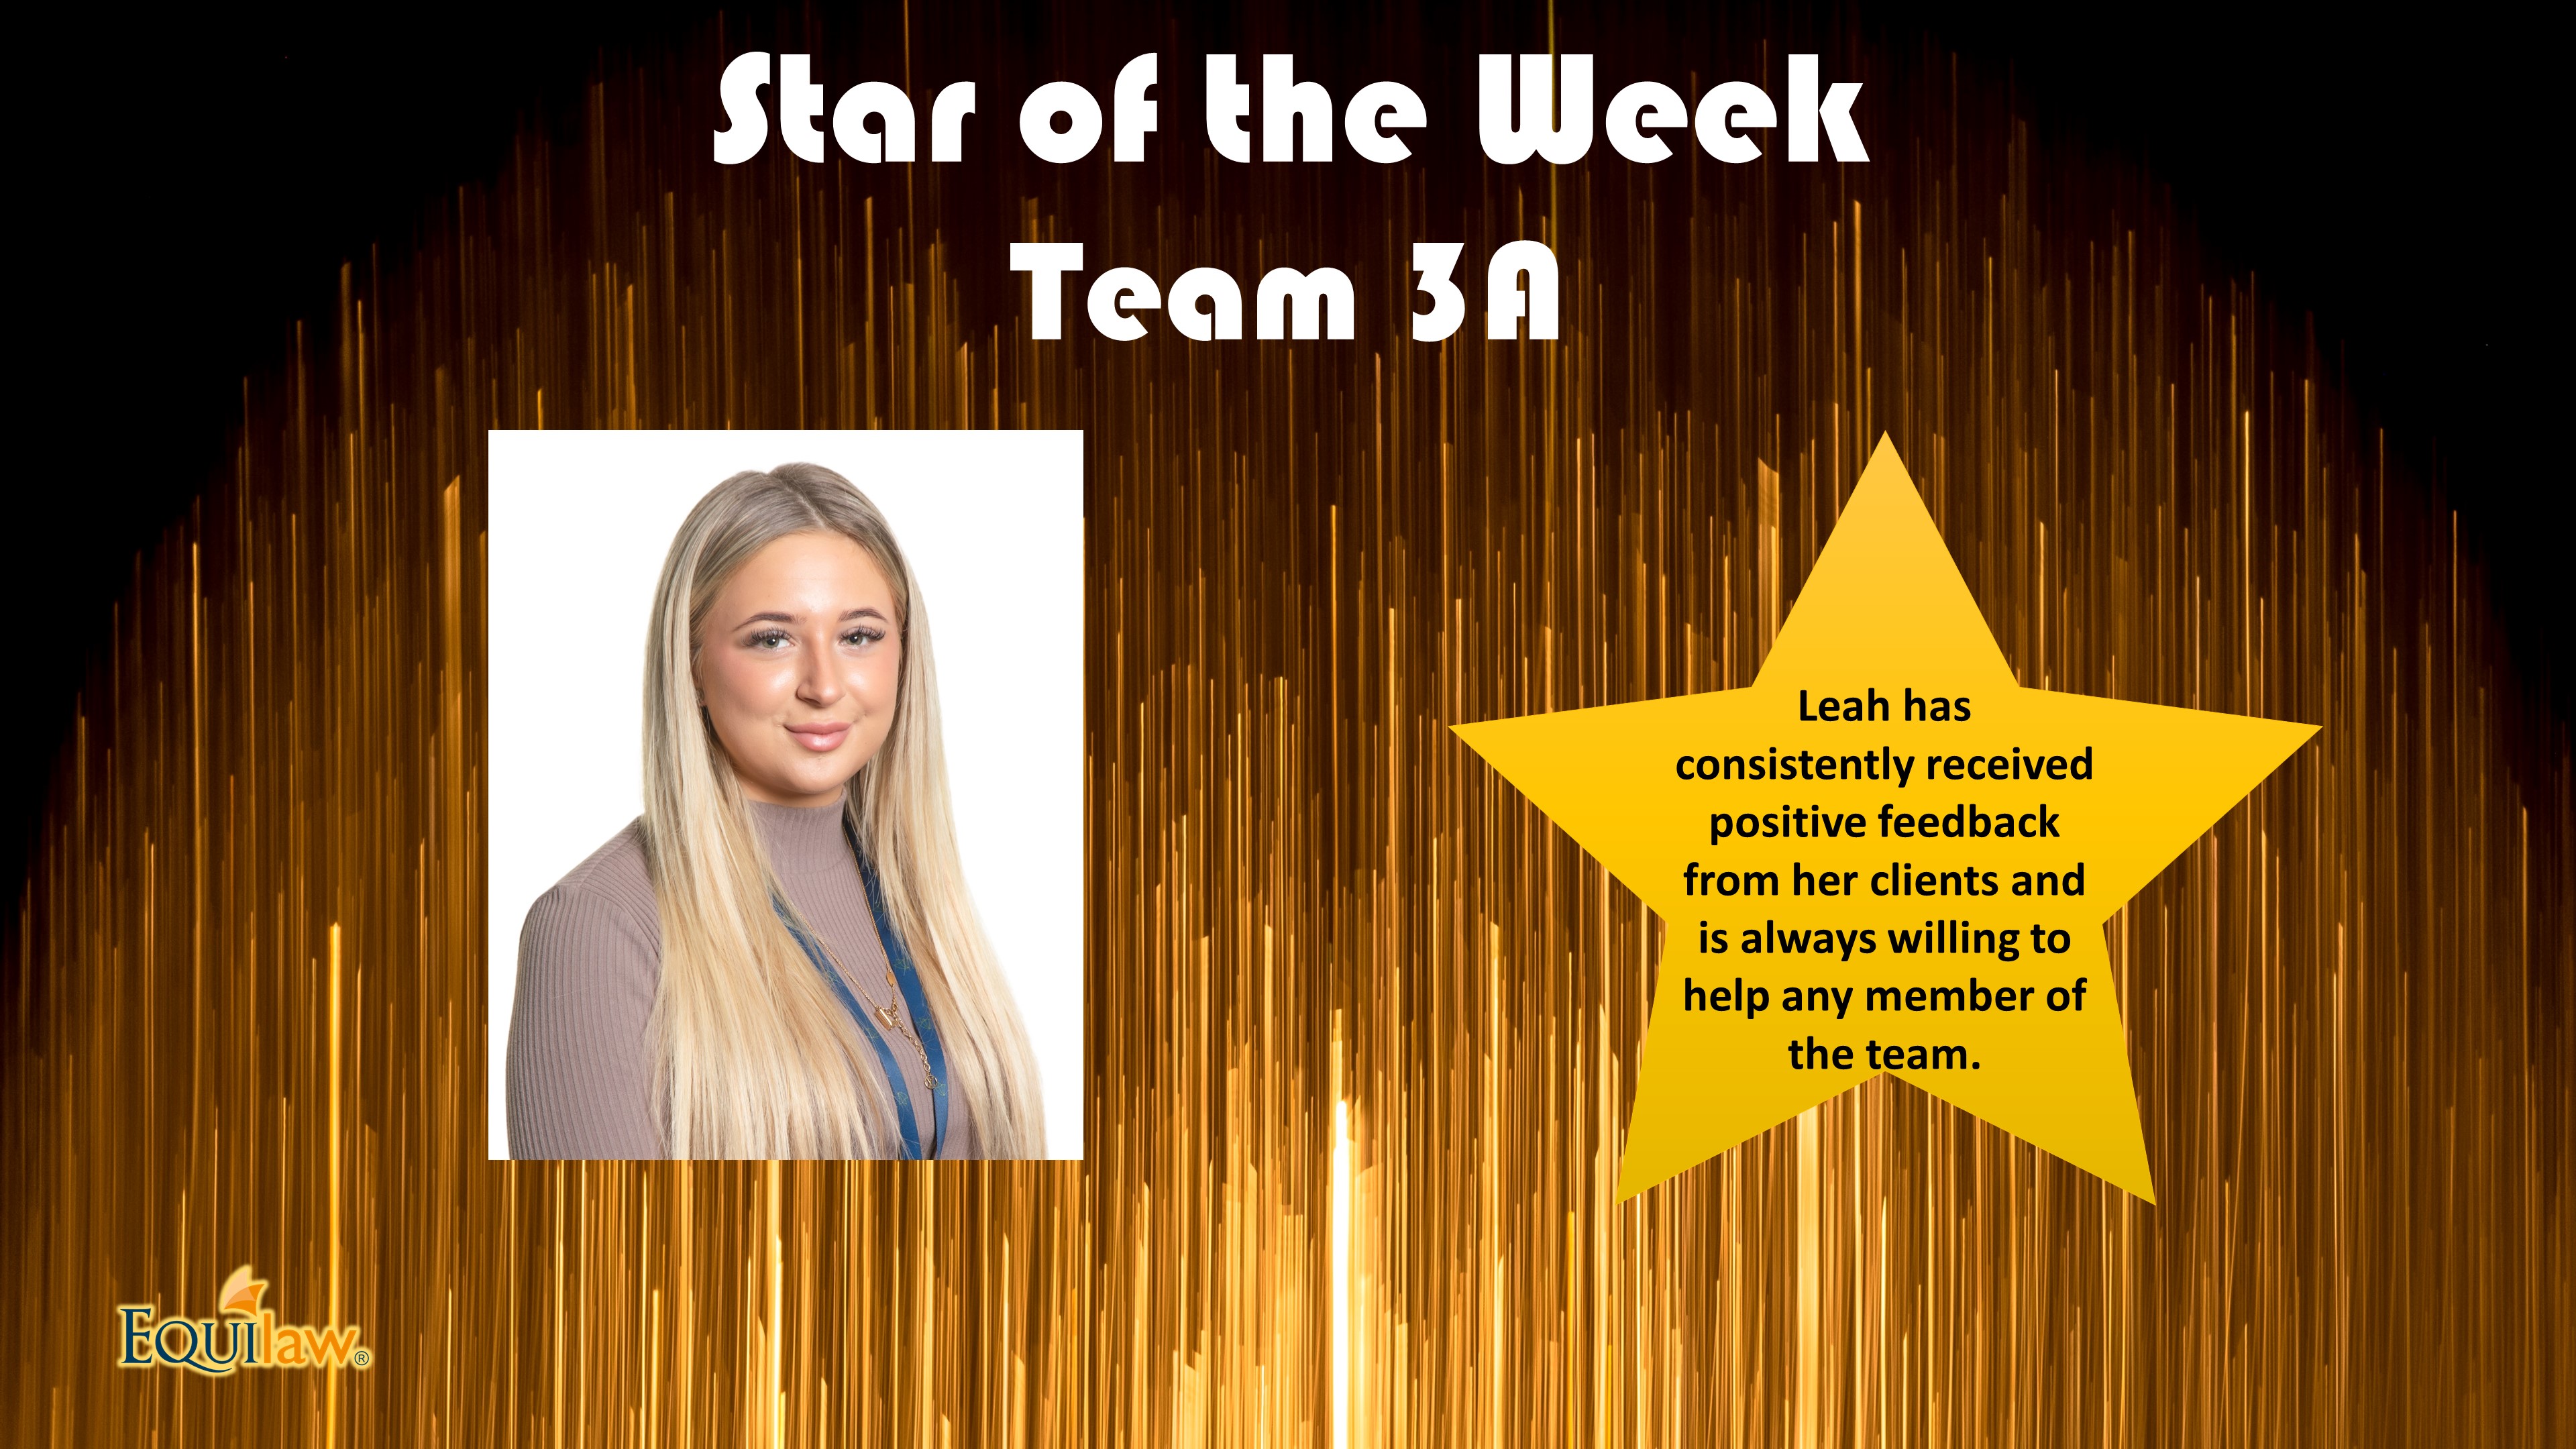 Star of the Week
Team 3A
Leah has
consistently received
positive feedback
from her clients and
is always willing to
help any member of
the team.
EQUIlaw®